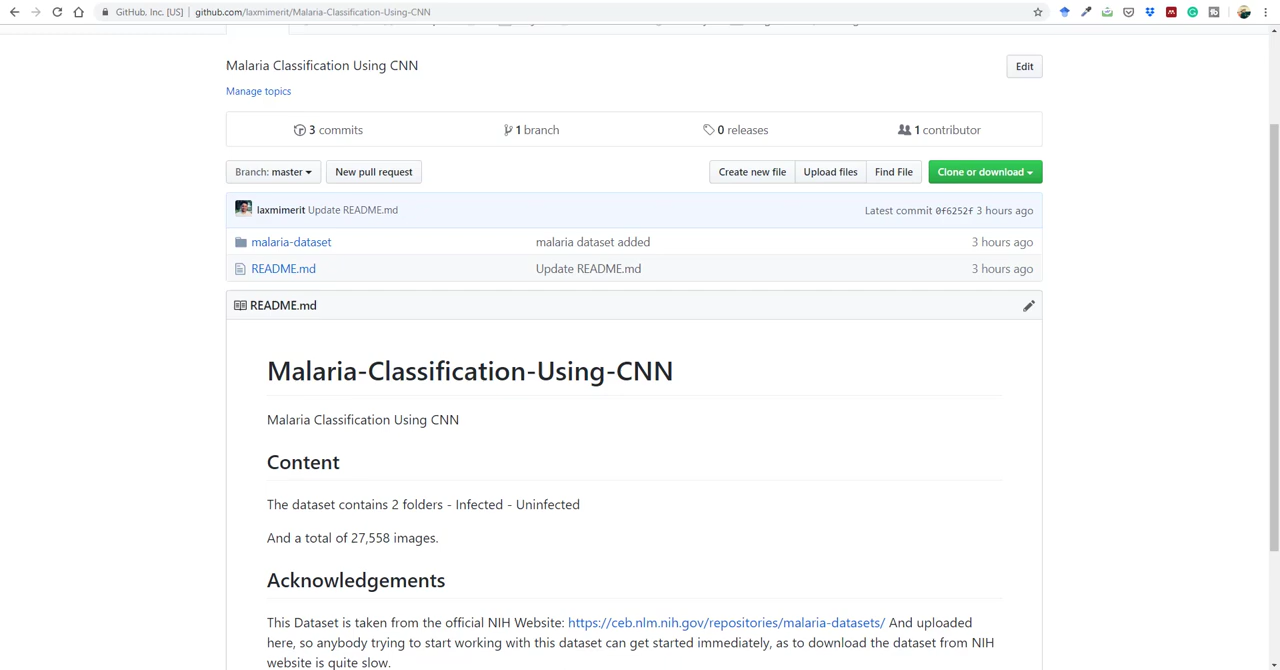 GitHub, Inc. [US] | github.com/laxmimerit/Malaria-Classification-Using-CNN
Malaria Classification Using CNN
Edit
Manage topics
3 commits
1 branch
0 releases
1 contributor
Branch: master
New pull request
Create new file
Upload files
Find File
Clone or download
laxmimerit Update README.md
Latest commit 0f6252f 3 hours ago
malaria-dataset
malaria dataset added
3 hours ago
README.md
Update README.md
3 hours ago
README.md
Malaria-Classification-Using-CNN
Malaria Classification Using CNN
Content
The dataset contains 2 folders - Infected - Uninfected
And a total of 27,558 images.
Acknowledgements
This Dataset is taken from the official NIH Website: https://ceb.nlm.nih.gov/repositories/malaria-datasets/ And uploaded
here, so anybody trying to start working with this dataset can get started immediately, as to download the dataset from NIH
website is quite slow.